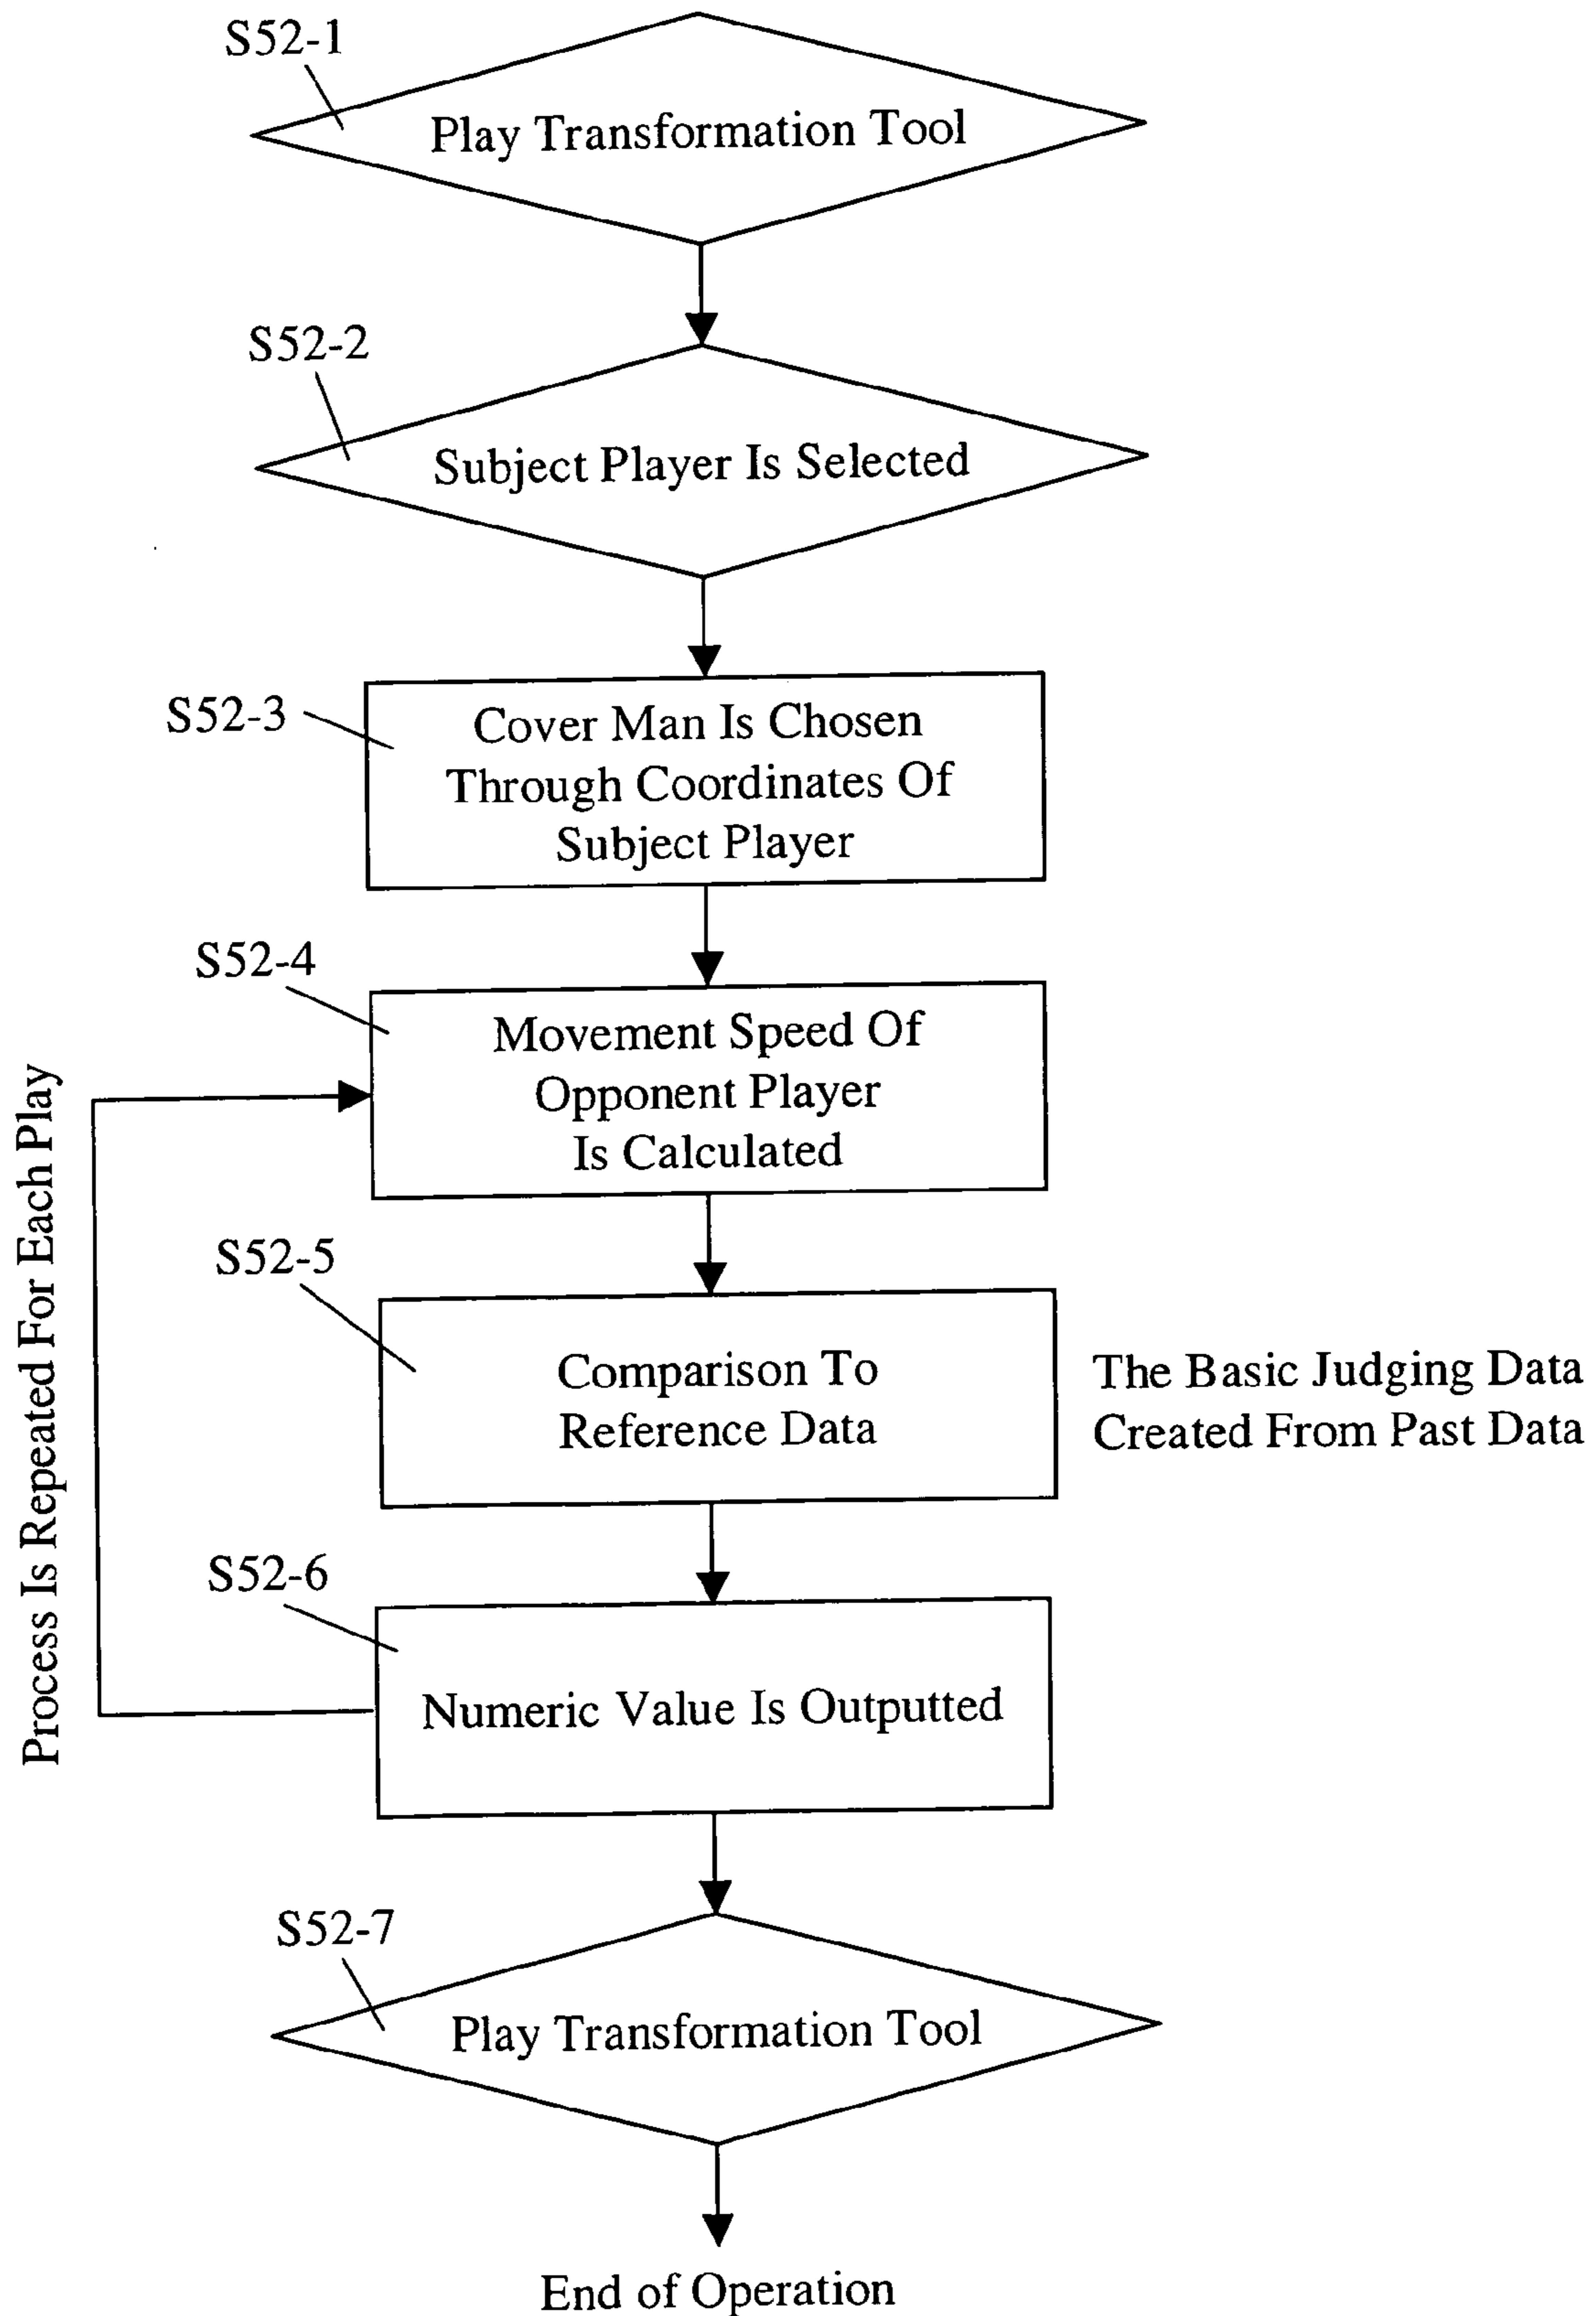 S52-1
Play Transformation Tool
S52-2
Subject Player Is Selected
S52-3
Cover Man Is Chosen
Through Coordinates Of
Subject Player
S52-4
Movement Speed Of
Opponent Player
Is Calculated
Process Is Repeated For Each Play
S52-5
Comparison To
Reference Data
The Basic Judging Data
Created From Past Data
S52-6
Numeric Value Is Outputted
S52-7
Play Transformation Tool
End of Operation